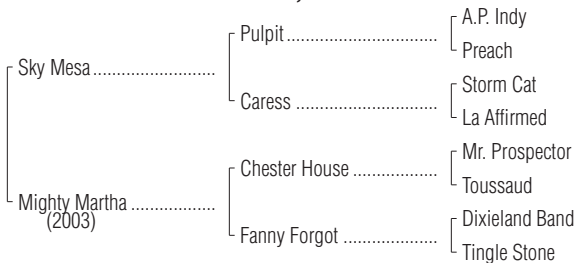 A.P. Indy
Pulpit................................
Preach
Sky Mesa.........................
Storm Cat
Caress ..............................
La Affirmed
Mr. Prospector
Chester House ..................
Toussaud
Mighty Martha .................
(2003)
Dixieland Band
Fanny Forgot ....................
Tingle Stone